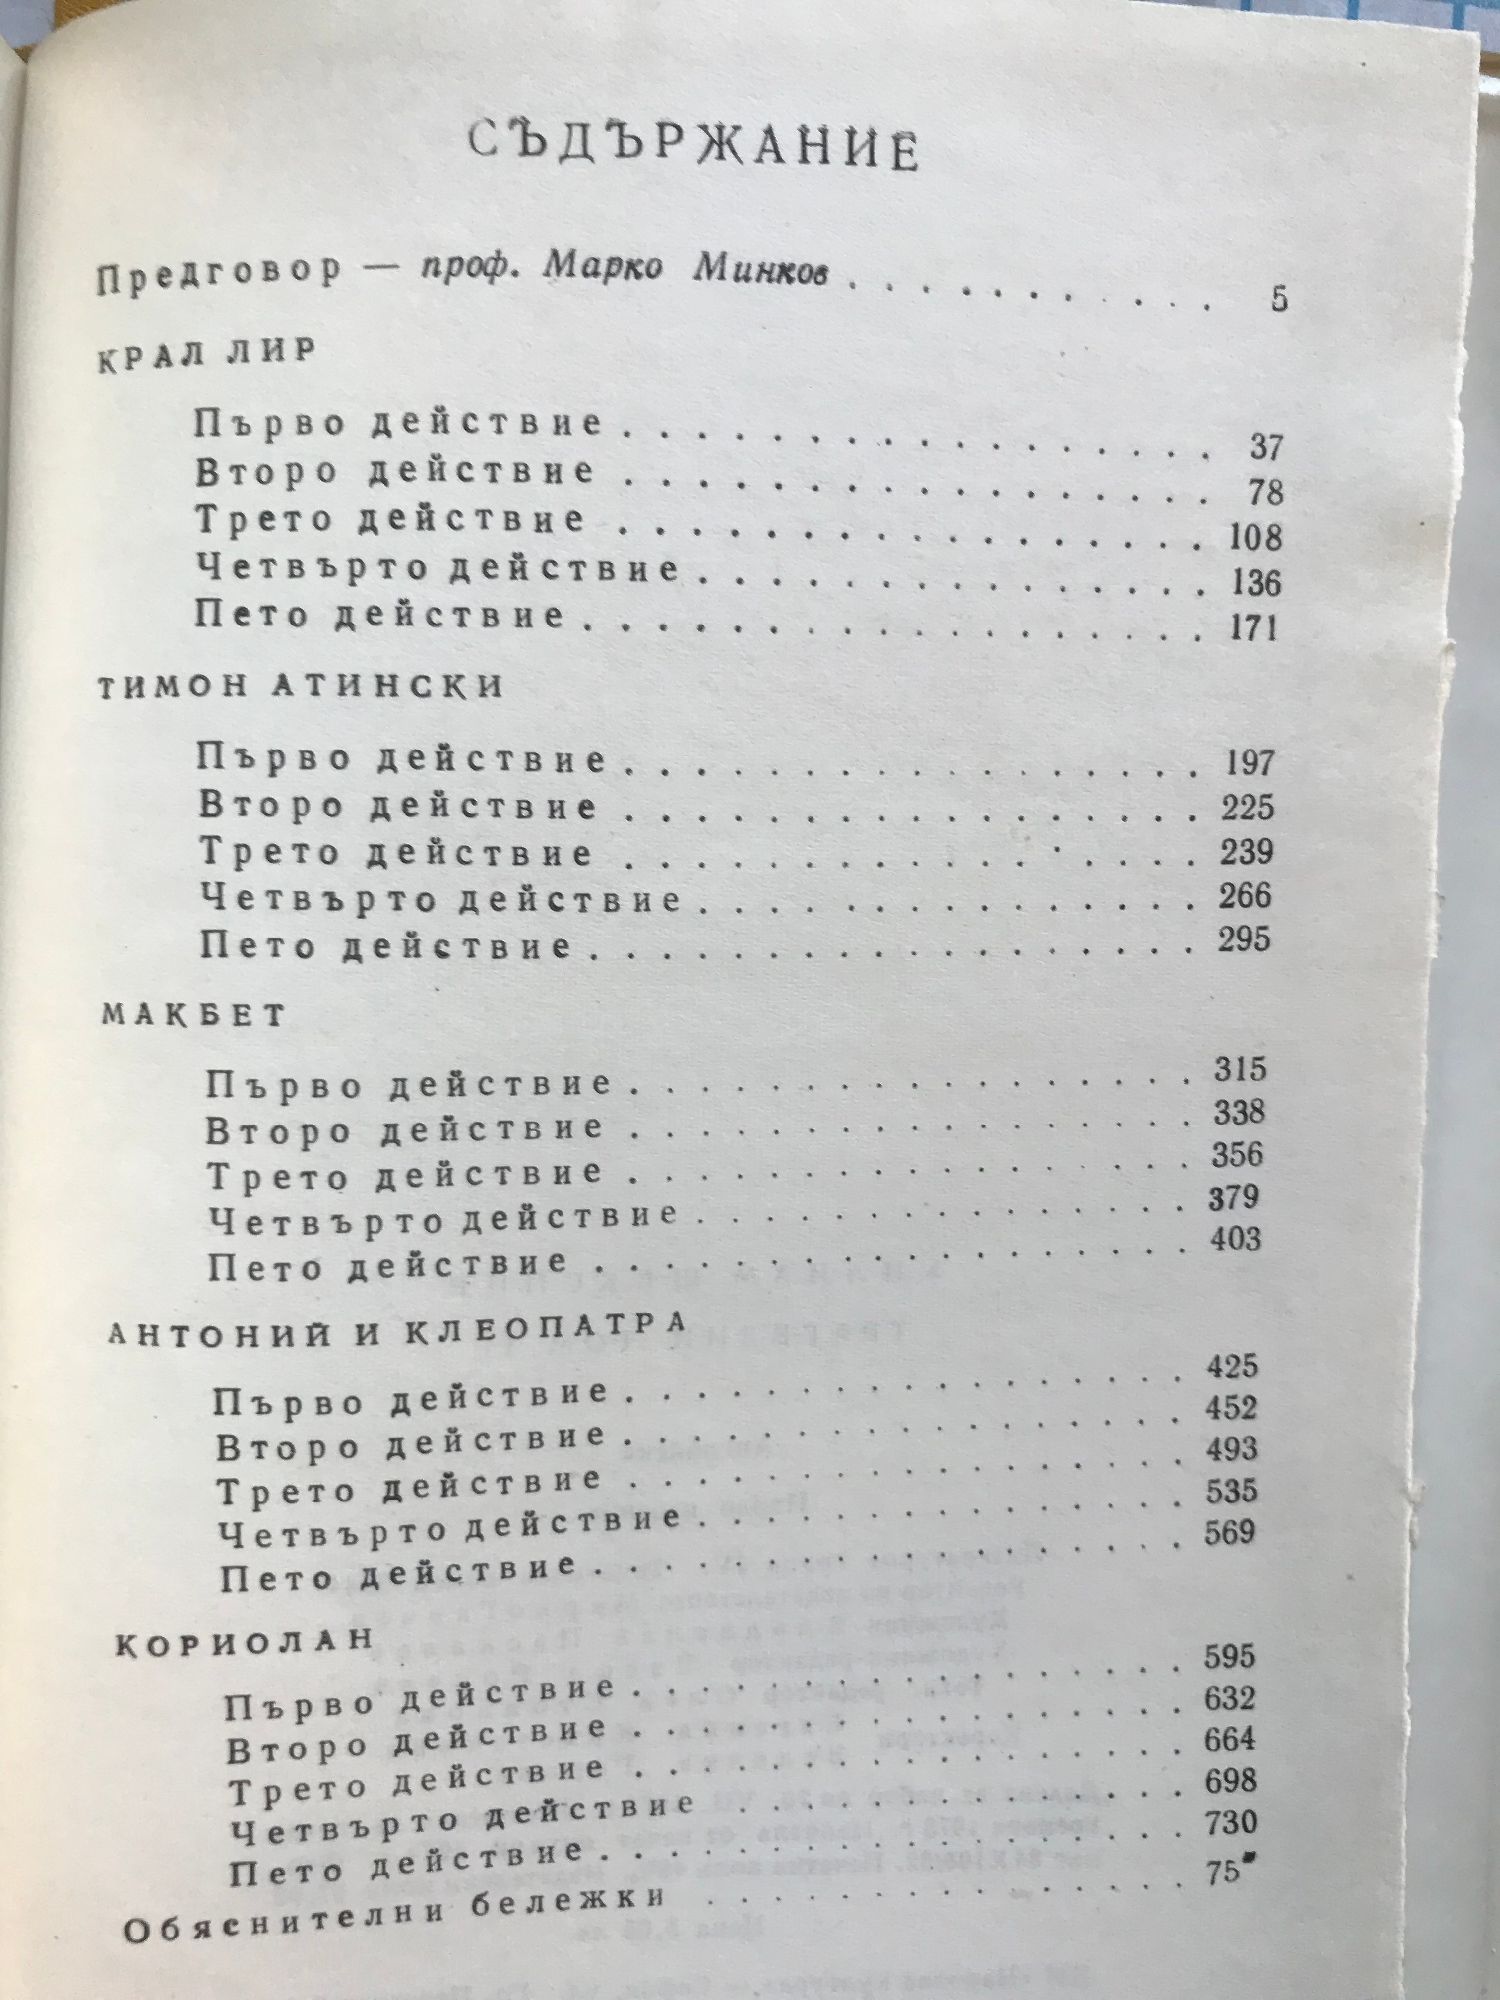 СЪДЪРЖАНИЕ
Предговор — проф. Марко Минков . . . . . . . . . . . 5
КРАЛ ЛИР
Първо действие . . . . . . . . . . . . . . . . 37
Второ действие . . . . . . . . . . . . . . . . 78
Трето действие . . . . . . . . . . . . . . . . 108
Четвърто действие . . . . . . . . . . . . . . 136
Пето действие . . . . . . . . . . . . . . . . . 171
ТИМОН АТИНСКИ
Първо действие . . . . . . . . . . . . . . . . 197
Второ действие . . . . . . . . . . . . . . . . 225
Трето действие . . . . . . . . . . . . . . . . 239
Четвърто действие . . . . . . . . . . . . . . 266
Пето действие . . . . . . . . . . . . . . . . . 295
МАКБЕТ
Първо действие . . . . . . . . . . . . . . . . 315
Второ действие . . . . . . . . . . . . . . . . 338
Трето действие . . . . . . . . . . . . . . . . 356
Четвърто действие . . . . . . . . . . . . . . 379
Пето действие . . . . . . . . . . . . . . . . . 403
АНТОНИЙ И КЛЕОПАТРА
Първо действие . . . . . . . . . . . . . . . . 425
Второ действие . . . . . . . . . . . . . . . . 452
Трето действие . . . . . . . . . . . . . . . . 493
Четвърто действие . . . . . . . . . . . . . . 535
Пето действие . . . . . . . . . . . . . . . . . 569
КОРИОЛАН
Първо действие . . . . . . . . . . . . . . . . 595
Второ действие . . . . . . . . . . . . . . . . 632
Трето действие . . . . . . . . . . . . . . . . 664
Четвърто действие . . . . . . . . . . . . . . 698
Пето действие . . . . . . . . . . . . . . . . . 730
Обяснителни бележки . . . . . . . . . . . . . .